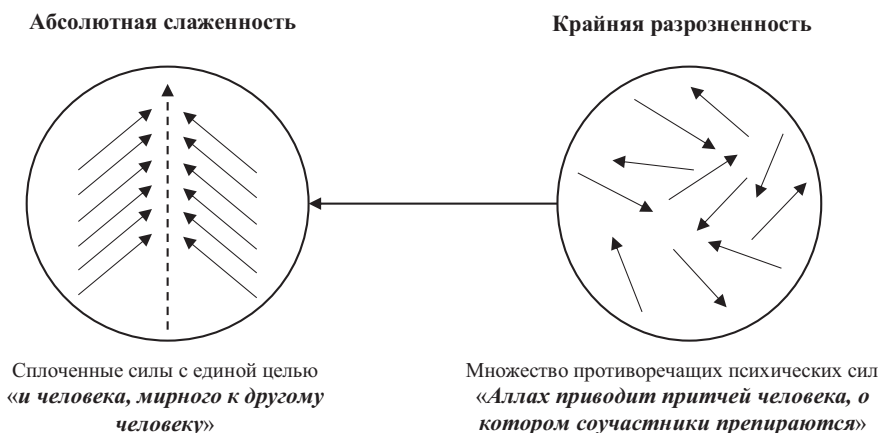 Абсолютная слаженность
Крайняя разрозненность
Сплоченные силы с единой целью
«и человека, мирного к другому
человеку»
Множество противоречащих психических сил
«Аллах приводит притчей человека, о
котором соучастники препираются»